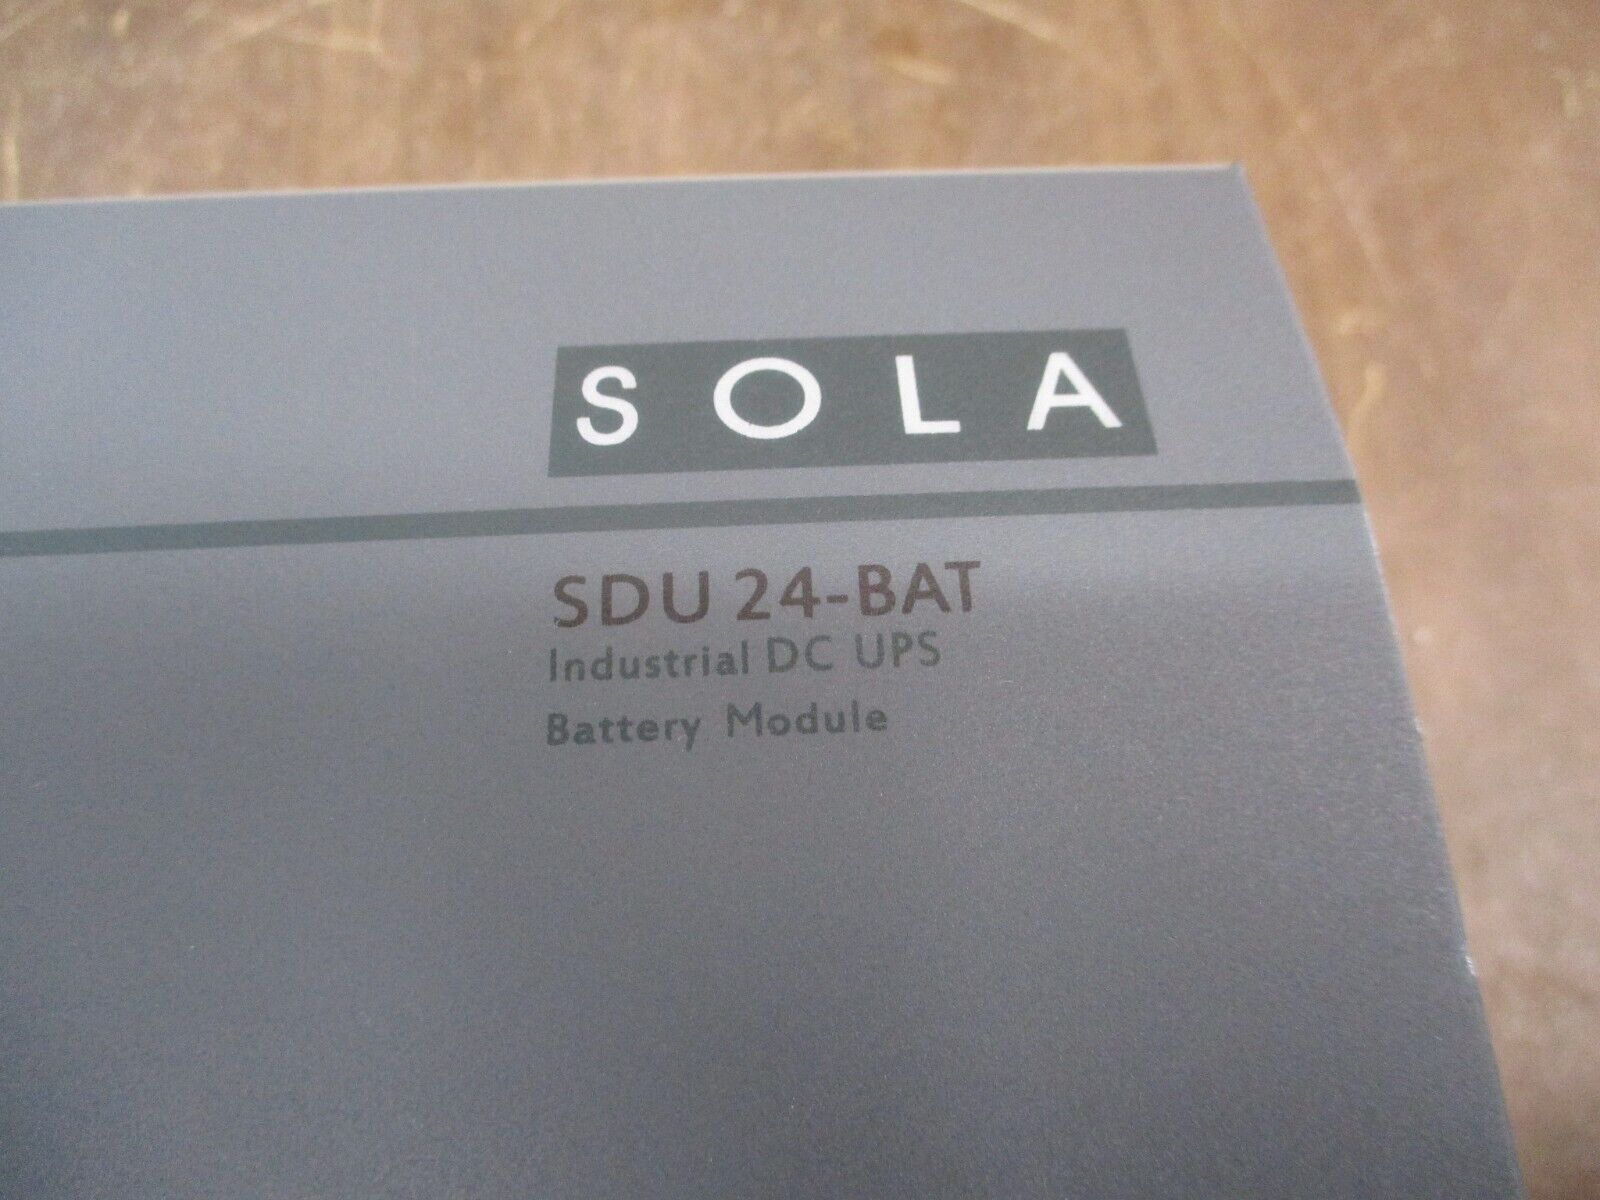 SOLA
SDU 24-BAT
Industrial DC UPS
Battery Module